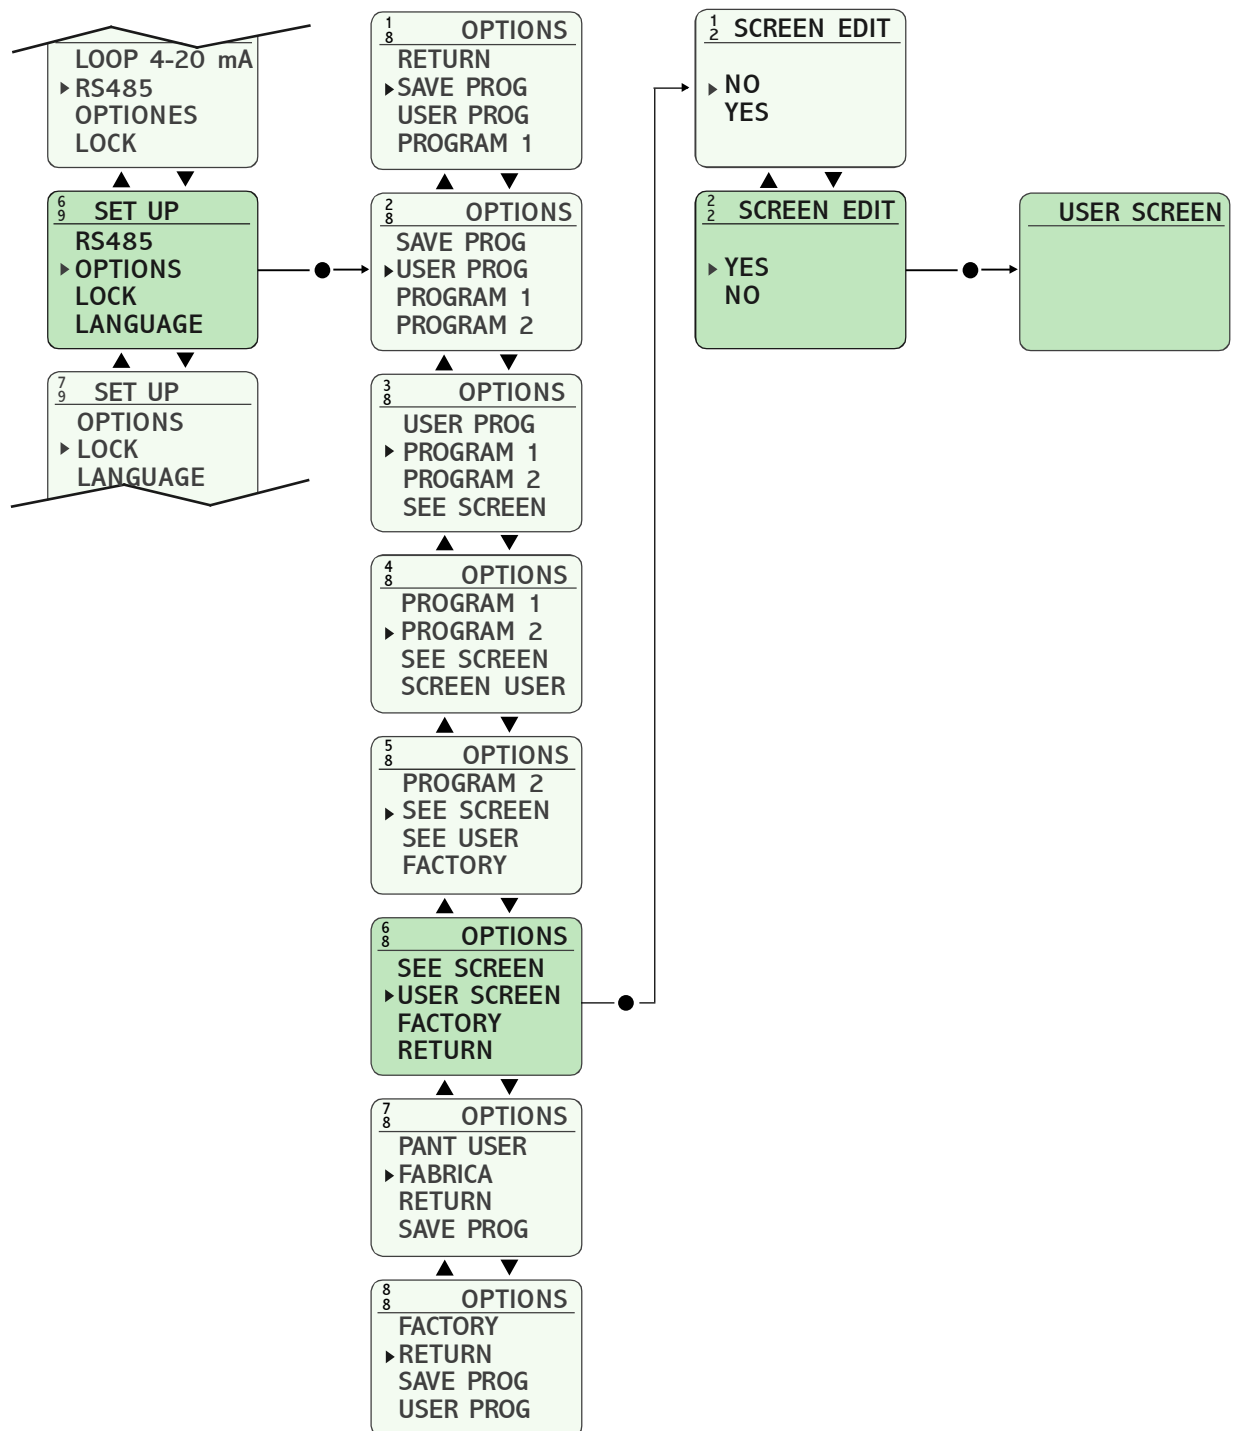 LOOP 4-20 mA
RS485
OPTIONES
LOCK
6
9
SET UP
RS485
OPTIONS
LOCK
LANGUAGE
7
9
SET UP
OPTIONS
LOCK
LANGUAGE
1
8
OPTIONS
RETURN
SAVE PROG
USER PROG
PROGRAM 1
2
8
OPTIONS
SAVE PROG
USER PROG
PROGRAM 1
PROGRAM 2
3
8
OPTIONS
USER PROG
PROGRAM 1
PROGRAM 2
SEE SCREEN
4
8
OPTIONS
PROGRAM 1
PROGRAM 2
SEE SCREEN
SCREEN USER
5
8
OPTIONS
PROGRAM 2
SEE SCREEN
SEE USER
FACTORY
6
8
OPTIONS
SEE SCREEN
USER SCREEN
FACTORY
RETURN
7
8
OPTIONS
PANT USER
FABRICA
RETURN
SAVE PROG
8
8
OPTIONS
FACTORY
RETURN
SAVE PROG
USER PROG
1
2
SCREEN EDIT
NO
YES
2
2
SCREEN EDIT
YES
NO
USER SCREEN